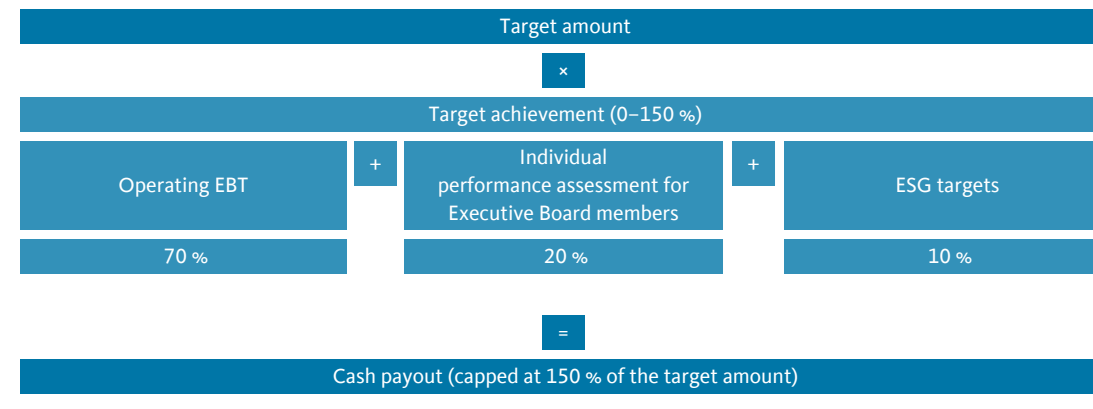 Target amount
×
Target achievement (0–150 %)
Operating EBT
+
Individual
performance assessment for
Executive Board members
+
ESG targets
70 %
20 %
10 %
=
Cash payout (capped at 150 % of the target amount)